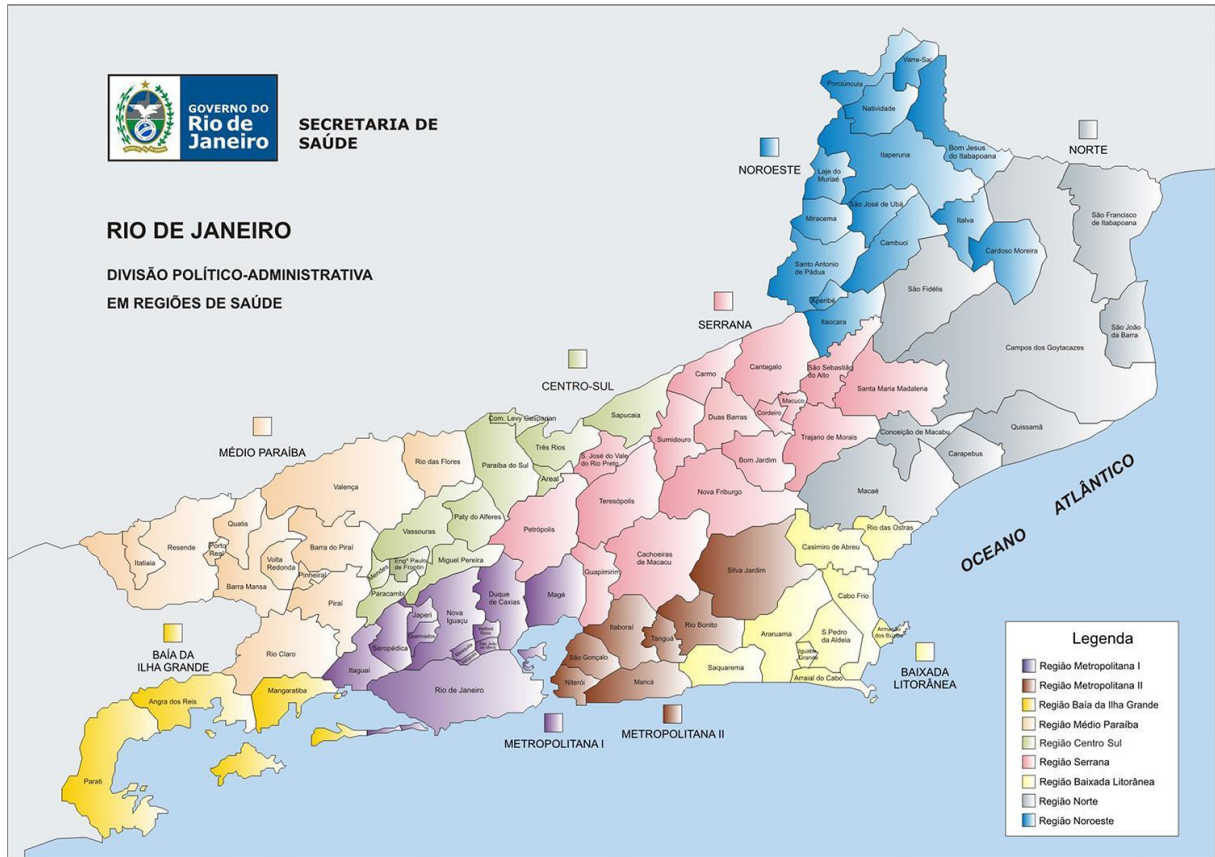 GOVERNO DO
Rio de
Janeiro
SECRETARIA DE
SAÚDE
RIO DE JANEIRO
DIVISÃO POLÍTICO-ADMINISTRATIVA
EM REGIÕES DE SAÚDE
NOROESTE
Varre-Sai
Porciúncula
Natividade
Itaperuna
Bom Jesus
do Itabapoana
Laje do
Muriaé
São José de Ubá
Miracema
Italva
Cambuci
Cardoso Moreira
Santo Antonio
de Pádua
Aperibé
Itaocara
NORTE
São Francisco
de Itabapoana
São Fidélis
São João
da Barra
Campos dos Goytacazes
Conceição de Macabu
Quissamã
Carapebus
Macaé
SERRANA
Carmo
Cantagalo
São Sebastião
do Alto
Santa Maria Madalena
Macuco
Cordeiro
Duas Barras
Sumidouro
Trajano de Morais
Bom Jardim
S. José do Vale
do Rio Preto
Teresópolis
Nova Friburgo
Petrópolis
Cachoeiras
de Macacu
Guapimirim
CENTRO-SUL
Com. Levy Gasparian
Sapucaia
Três Rios
Paraíba do Sul
Areal
Paty do Alferes
Vassouras
Miguel Pereira
Engº Paulo
de Frontin
Mendes
Paracambi
MÉDIO PARAÍBA
Rio das Flores
Valença
Quatis
Resende
Itatiaia
Porto
Real
Barra do Piraí
Volta
Redonda
Pinheiral
Barra Mansa
Piraí
Rio Claro
BAÍA DA
ILHA GRANDE
Mangaratiba
Angra dos Reis
Parati
Duque
de Caxias
Magé
Nova
Iguaçu
Japeri
Queimados
Seropédica
Itaguaí
Rio de Janeiro
METROPOLITANA I
Silva Jardim
Itaboraí
Rio Bonito
Tanguá
São Gonçalo
Niterói
Maricá
METROPOLITANA II
Rio das Ostras
Casimiro de Abreu
Cabo Frio
Araruama
S.Pedro
da Aldeia
Iguaba
Grande
Saquarema
Arraial do Cabo
Armação
dos Búzios
BAIXADA
LITORÂNEA
OCEANO ATLÂNTICO
Legenda
Região Metropolitana I
Região Metropolitana II
Região Baía da Ilha Grande
Região Médio Paraíba
Região Centro Sul
Região Serrana
Região Baixada Litorânea
Região Norte
Região Noroeste